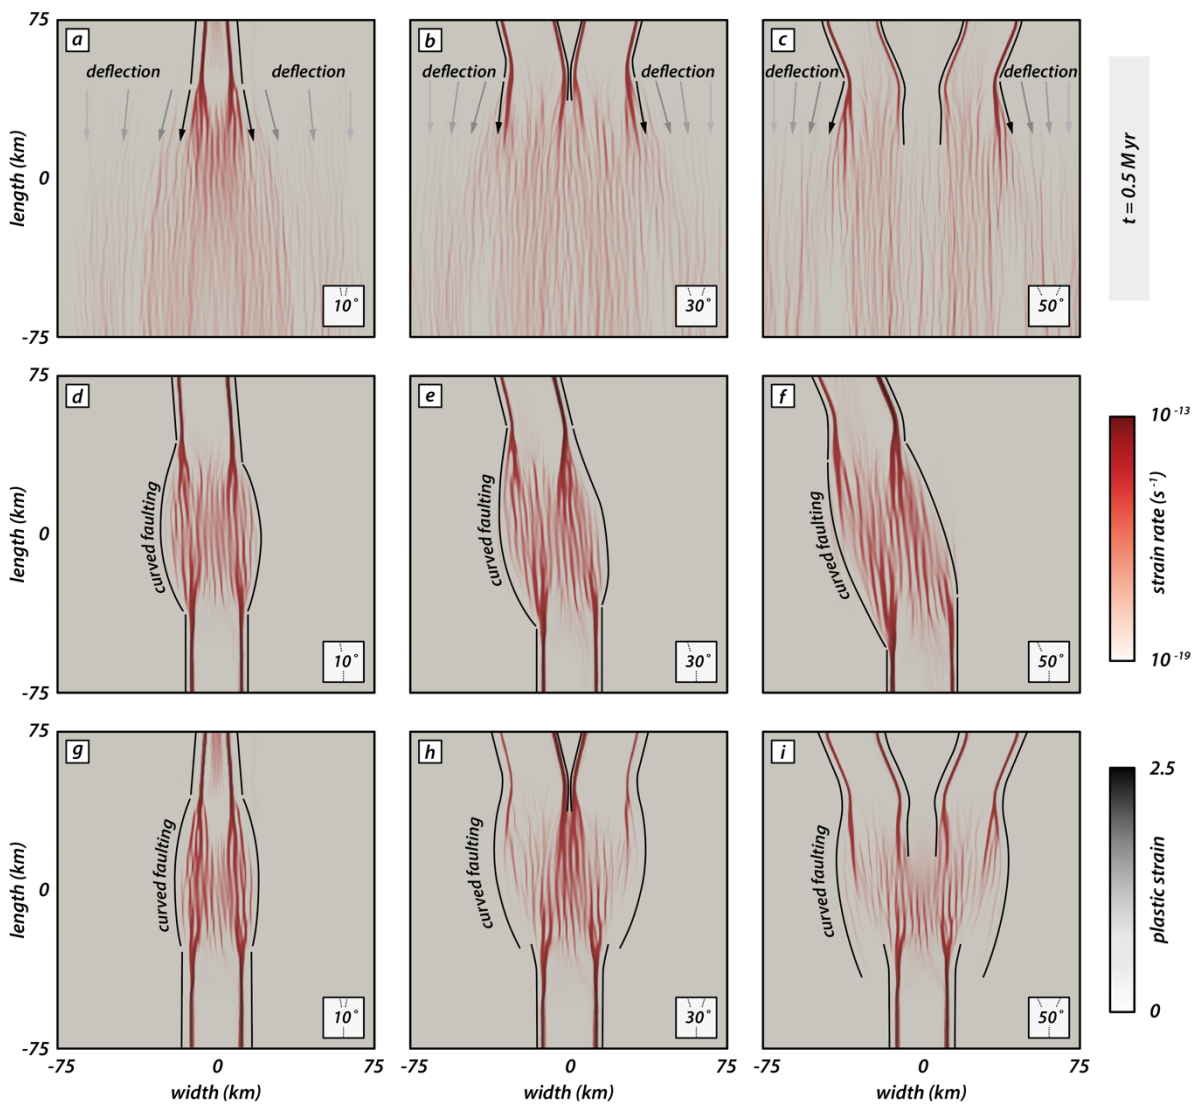 75
a
b
c
deflection
deflection
deflection
deflection
deflection
deflection
length (km)
0
t = 0.5 Myr
10°
30°
50°
-75
75
d
e
f
10⁻¹³
curved faulting
curved faulting
curved faulting
length (km)
0
strain rate (s⁻¹)
10°
30°
50°
10⁻¹⁹
-75
75
g
h
i
2.5
curved faulting
curved faulting
curved faulting
length (km)
0
plastic strain
10°
30°
50°
0
-75
-75
0
75
-75
0
75
-75
0
75
width (km)
width (km)
width (km)